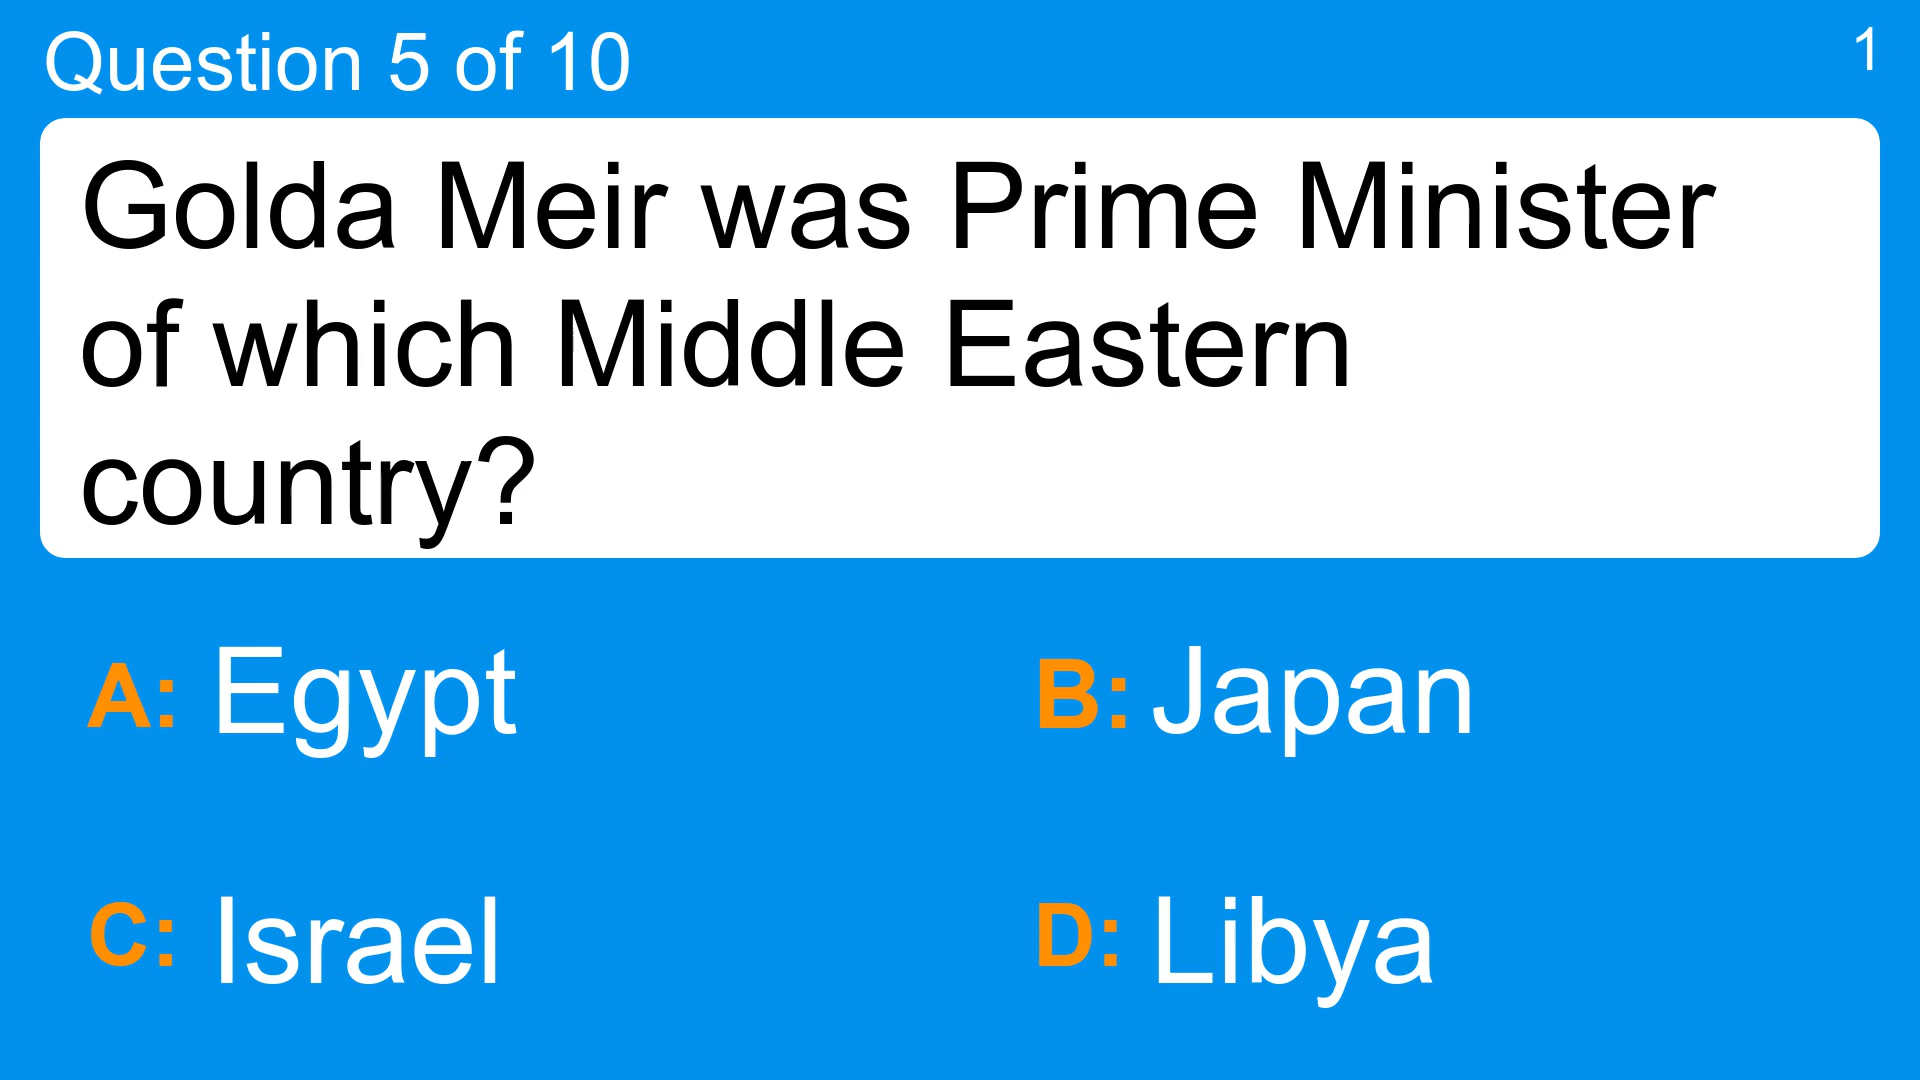 Question 5 of 10
1
Golda Meir was Prime Minister
of which Middle Eastern
country?
A: Egypt
B: Japan
C: Israel
D: Libya